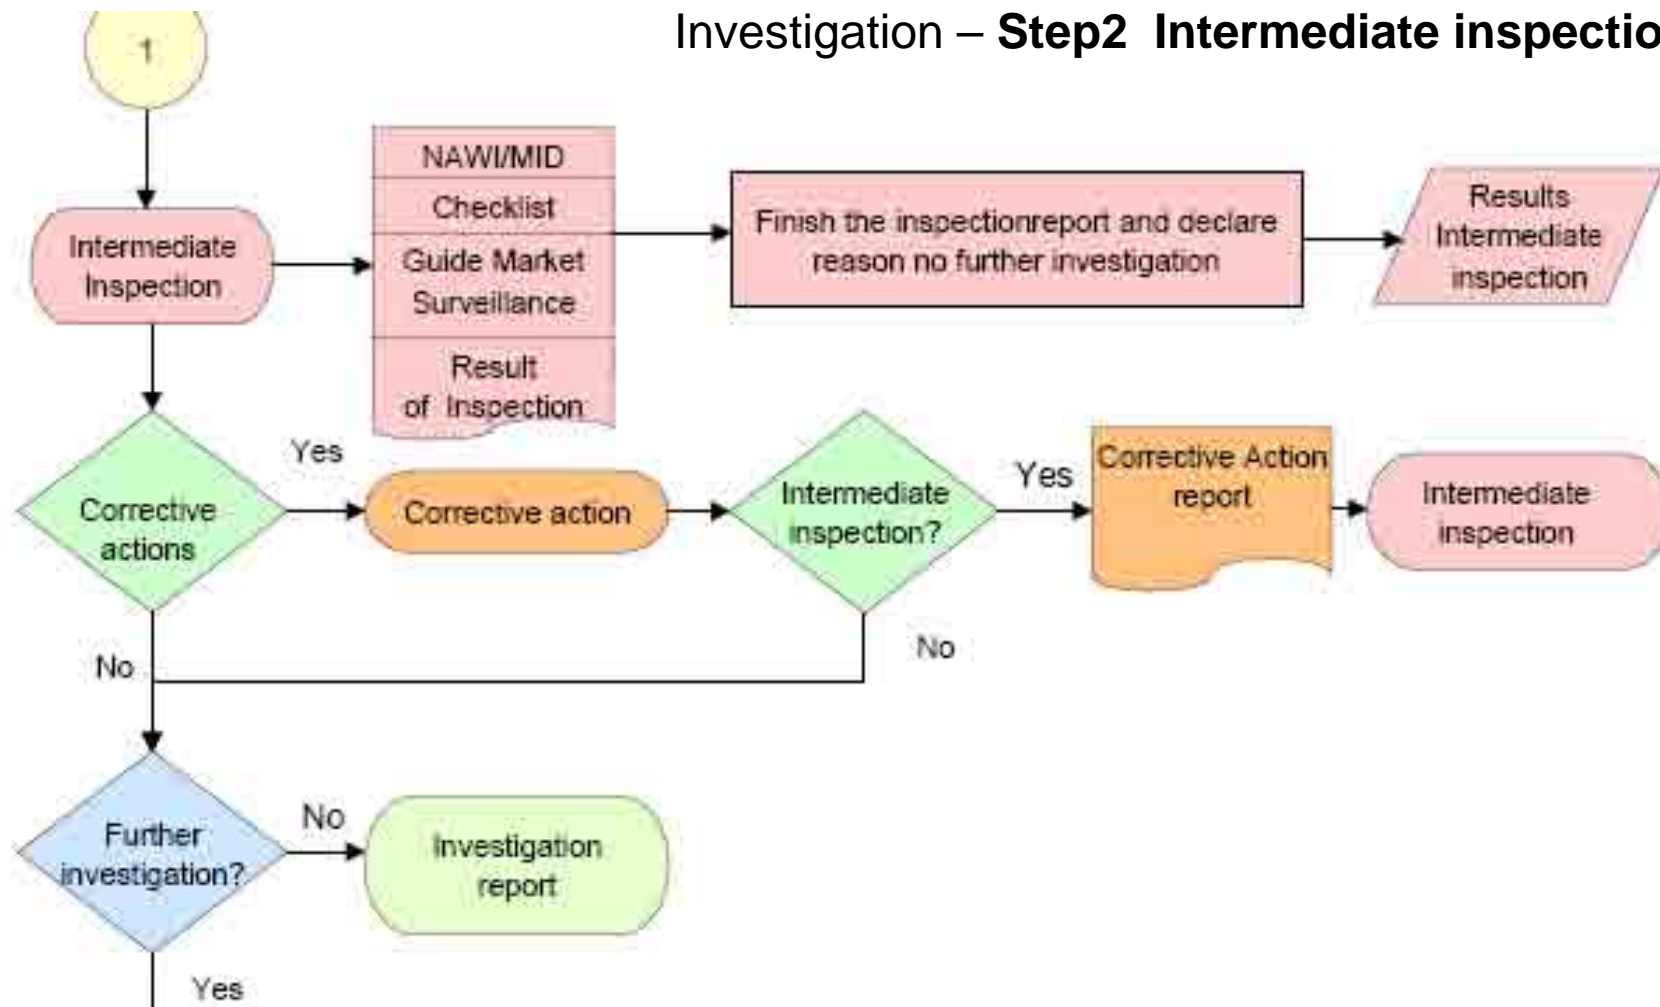 Investigation – Step2 Intermediate inspectio
1
Intermediate
Inspection
NAWI/MID
Checklist
Guide Market
Surveillance
Result
of Inspection
Finish the inspectionreport and declare
reason no further investigation
Results
Intermediate
inspection
Corrective
actions
Yes
Corrective action
Intermediate
inspection?
Yes
Corrective Action
report
Intermediate
inspection
No
No
Further
investigation?
No
Investigation
report
Yes